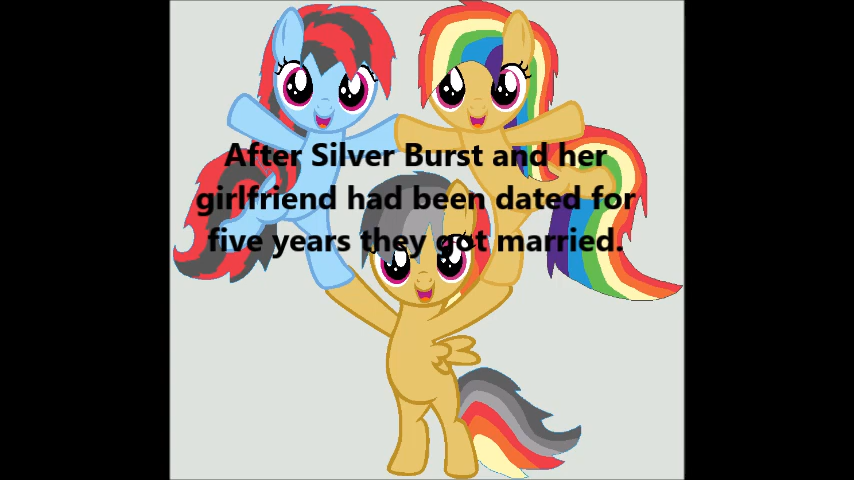 After Silver Burst and her
girlfriend had been dated for
five years they got married.